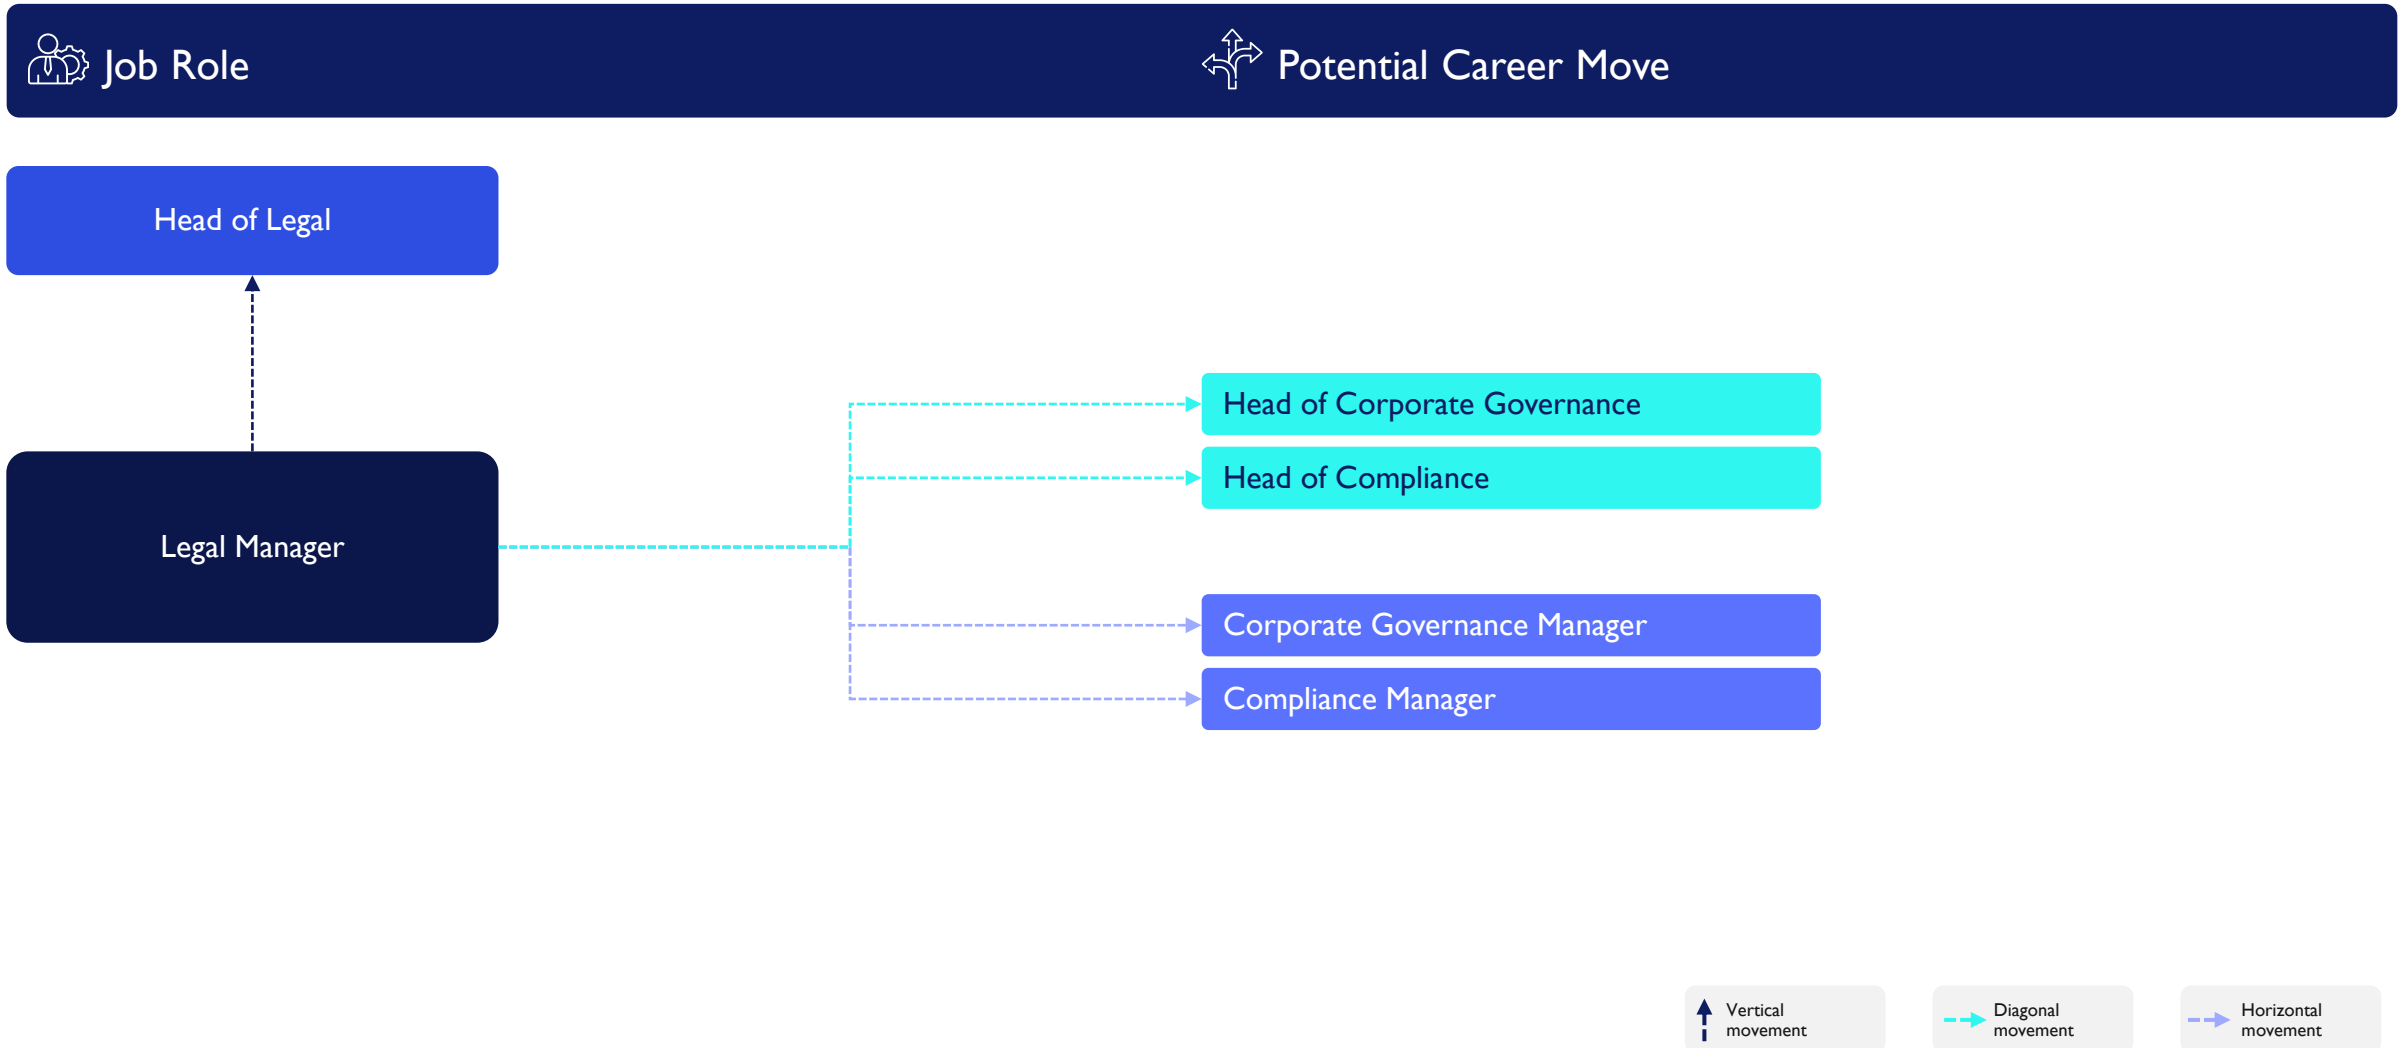 Job Role
Potential Career Move
Head of Legal
Head of Corporate Governance
Head of Compliance
Legal Manager
Corporate Governance Manager
Compliance Manager
Vertical
movement
Diagonal
movement
Horizontal
movement